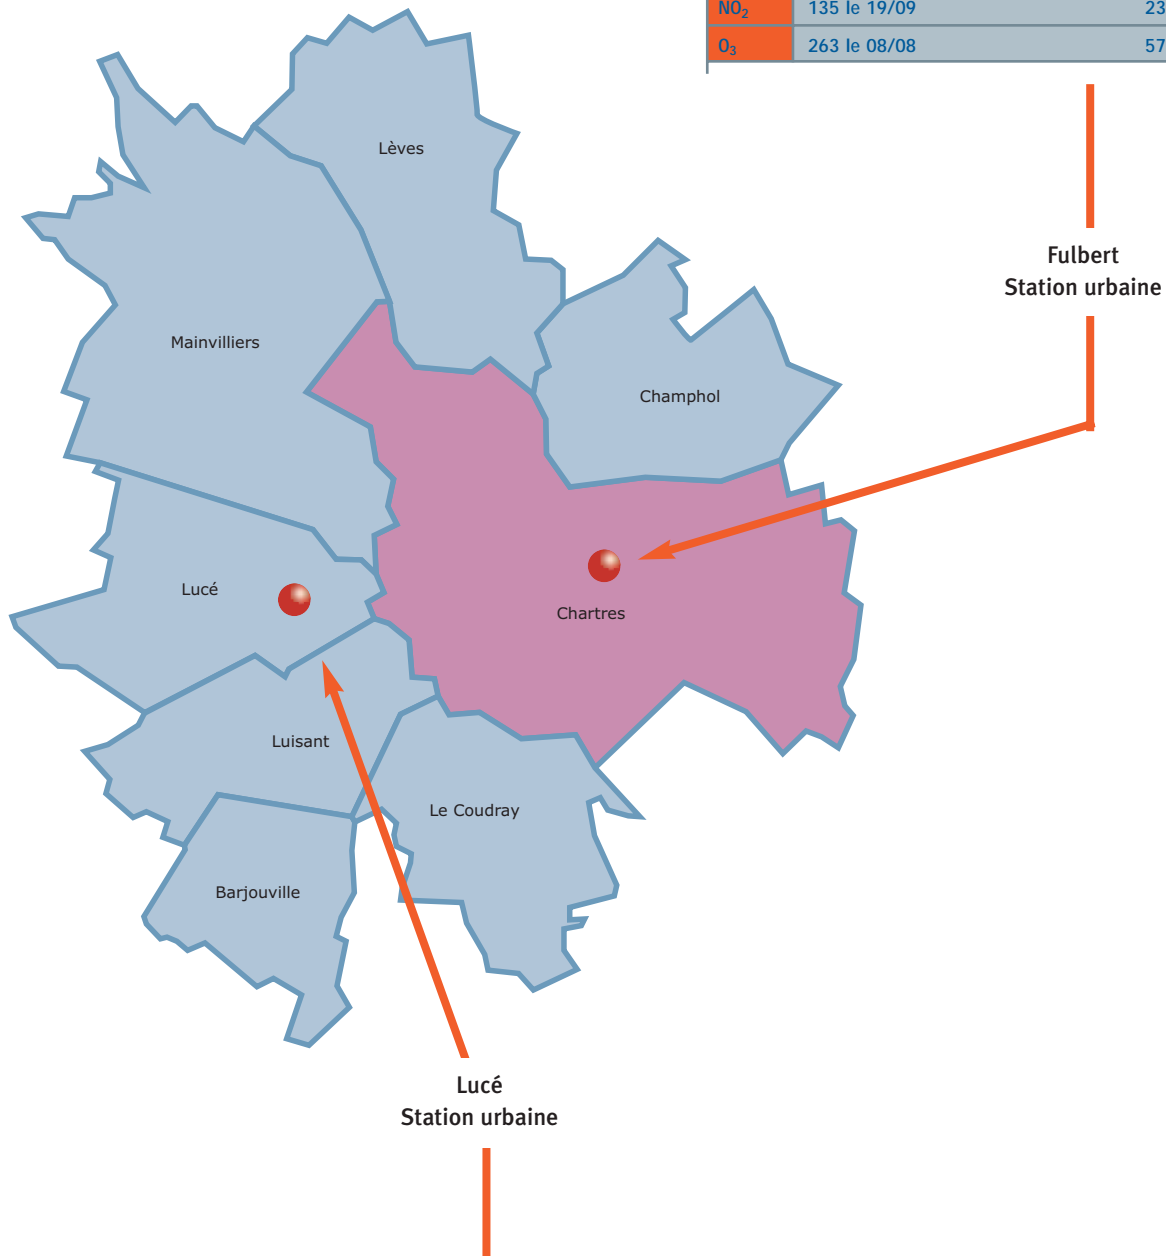 NO₂ 135 le 19/09 23
O₃ 263 le 08/08 57
Lèves
Fulbert
Station urbaine
Mainvilliers
Champhol
Lucé
Chartres
Luisant
Le Coudray
Barjouville
Lucé
Station urbaine